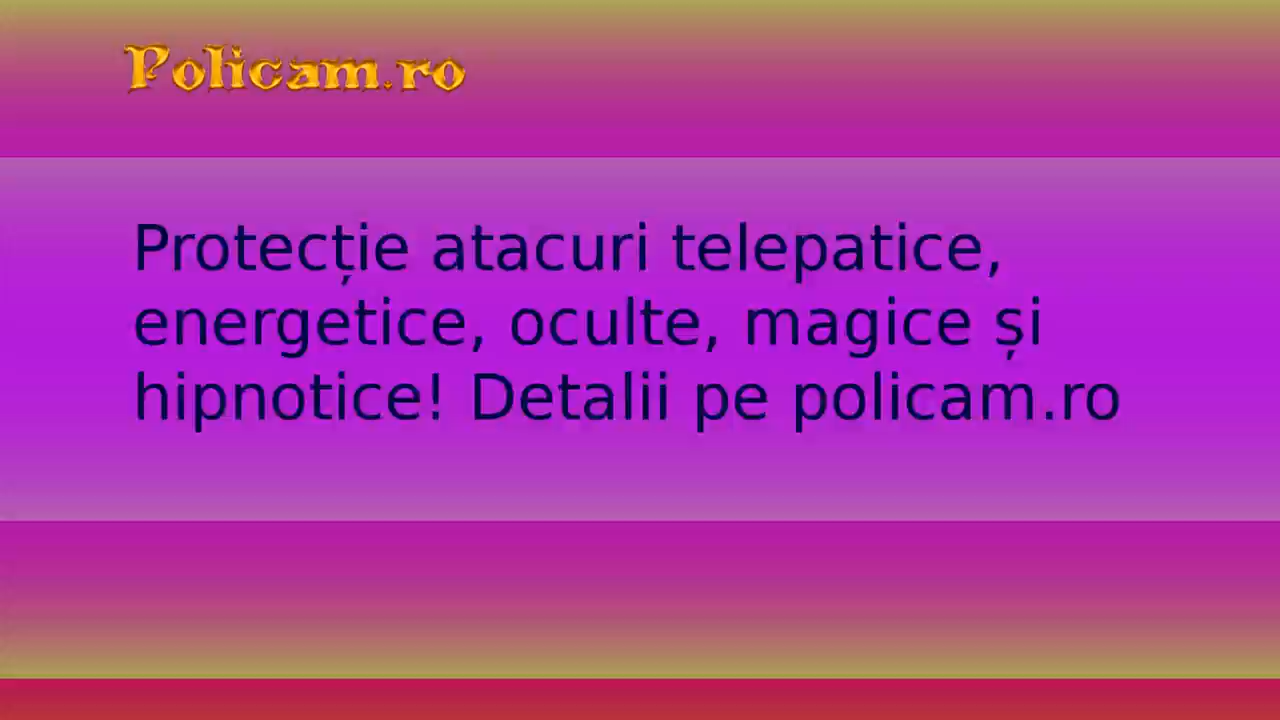 Policam.ro
Protecție atacuri telepatice,
energetice, oculte, magice și
hipnotice! Detalii pe policam.ro